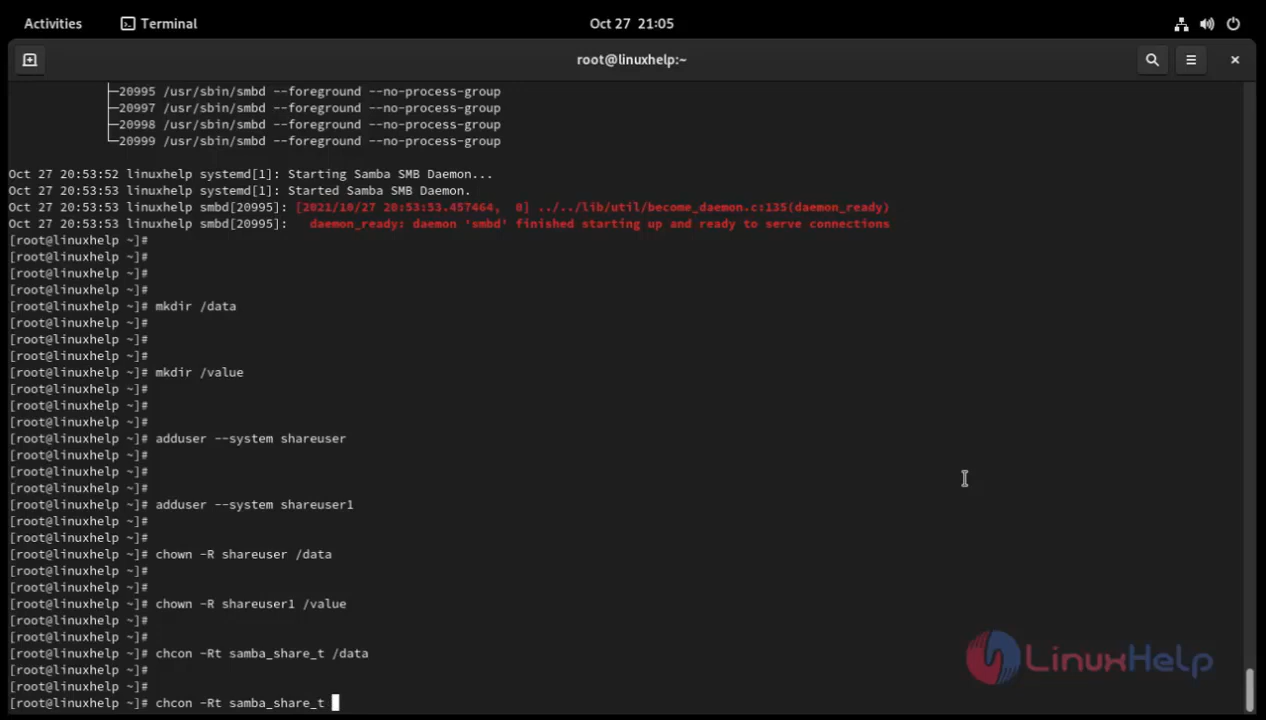 Activities Terminal Oct 27 21:05
root@linuxhelp:~
├─20995 /usr/sbin/smbd --foreground --no-process-group
├─20997 /usr/sbin/smbd --foreground --no-process-group
├─20998 /usr/sbin/smbd --foreground --no-process-group
└─20999 /usr/sbin/smbd --foreground --no-process-group
Oct 27 20:53:52 linuxhelp systemd[1]: Starting Samba SMB Daemon...
Oct 27 20:53:53 linuxhelp systemd[1]: Started Samba SMB Daemon.
Oct 27 20:53:53 linuxhelp smbd[20995]: [2021/10/27 20:53:53.457464,  0] ../../lib/util/become_daemon.c:135(daemon_ready)
Oct 27 20:53:53 linuxhelp smbd[20995]:   daemon_ready: daemon 'smbd' finished starting up and ready to serve connections
[root@linuxhelp ~]#
[root@linuxhelp ~]#
[root@linuxhelp ~]#
[root@linuxhelp ~]#
[root@linuxhelp ~]# mkdir /data
[root@linuxhelp ~]#
[root@linuxhelp ~]#
[root@linuxhelp ~]#
[root@linuxhelp ~]# mkdir /value
[root@linuxhelp ~]#
[root@linuxhelp ~]#
[root@linuxhelp ~]#
[root@linuxhelp ~]# adduser --system shareuser
[root@linuxhelp ~]#
[root@linuxhelp ~]#
[root@linuxhelp ~]#
[root@linuxhelp ~]# adduser --system shareuser1
[root@linuxhelp ~]#
[root@linuxhelp ~]#
[root@linuxhelp ~]# chown -R shareuser /data
[root@linuxhelp ~]#
[root@linuxhelp ~]#
[root@linuxhelp ~]# chown -R shareuser1 /value
[root@linuxhelp ~]#
[root@linuxhelp ~]#
[root@linuxhelp ~]# chcon -Rt samba_share_t /data
[root@linuxhelp ~]#
[root@linuxhelp ~]#
[root@linuxhelp ~]# chcon -Rt samba_share_t
LinuxHelp